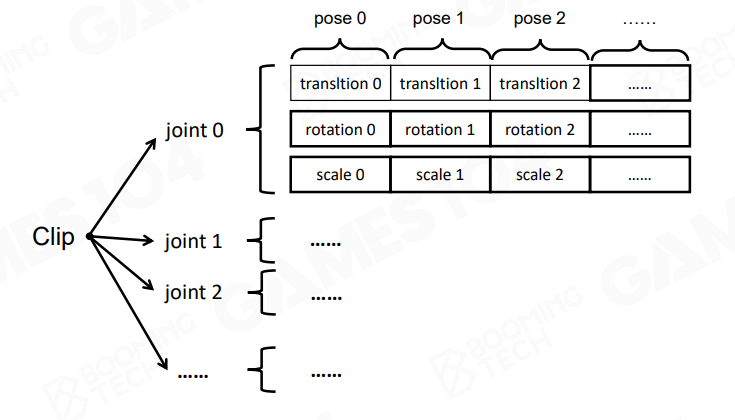 pose 0 pose 1 pose 2 ……
transltion 0 transltion 1 transltion 2 ……
joint 0
rotation 0 rotation 1 rotation 2 ……
scale 0 scale 1 scale 2 ……
Clip
joint 1 ……
joint 2 ……
…… ……
GAMES104
BOOMING TECH